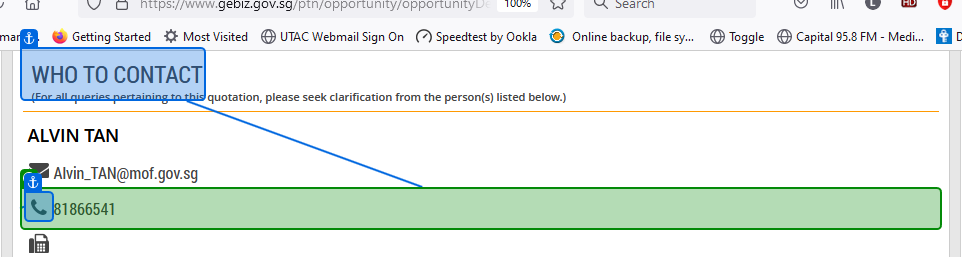 https://www.gebiz.gov.sg/ptn/opportunity/opportunityDe
100%
Search
L
HD
Getting Started
Most Visited
UTAC Webmail Sign On
Speedtest by Ookla
Online backup, file sy...
Toggle
Capital 95.8 FM - Medi...
WHO TO CONTACT
(For all queries pertaining to this quotation, please seek clarification from the person(s) listed below.)
ALVIN TAN
Alvin_TAN@mof.gov.sg
81866541